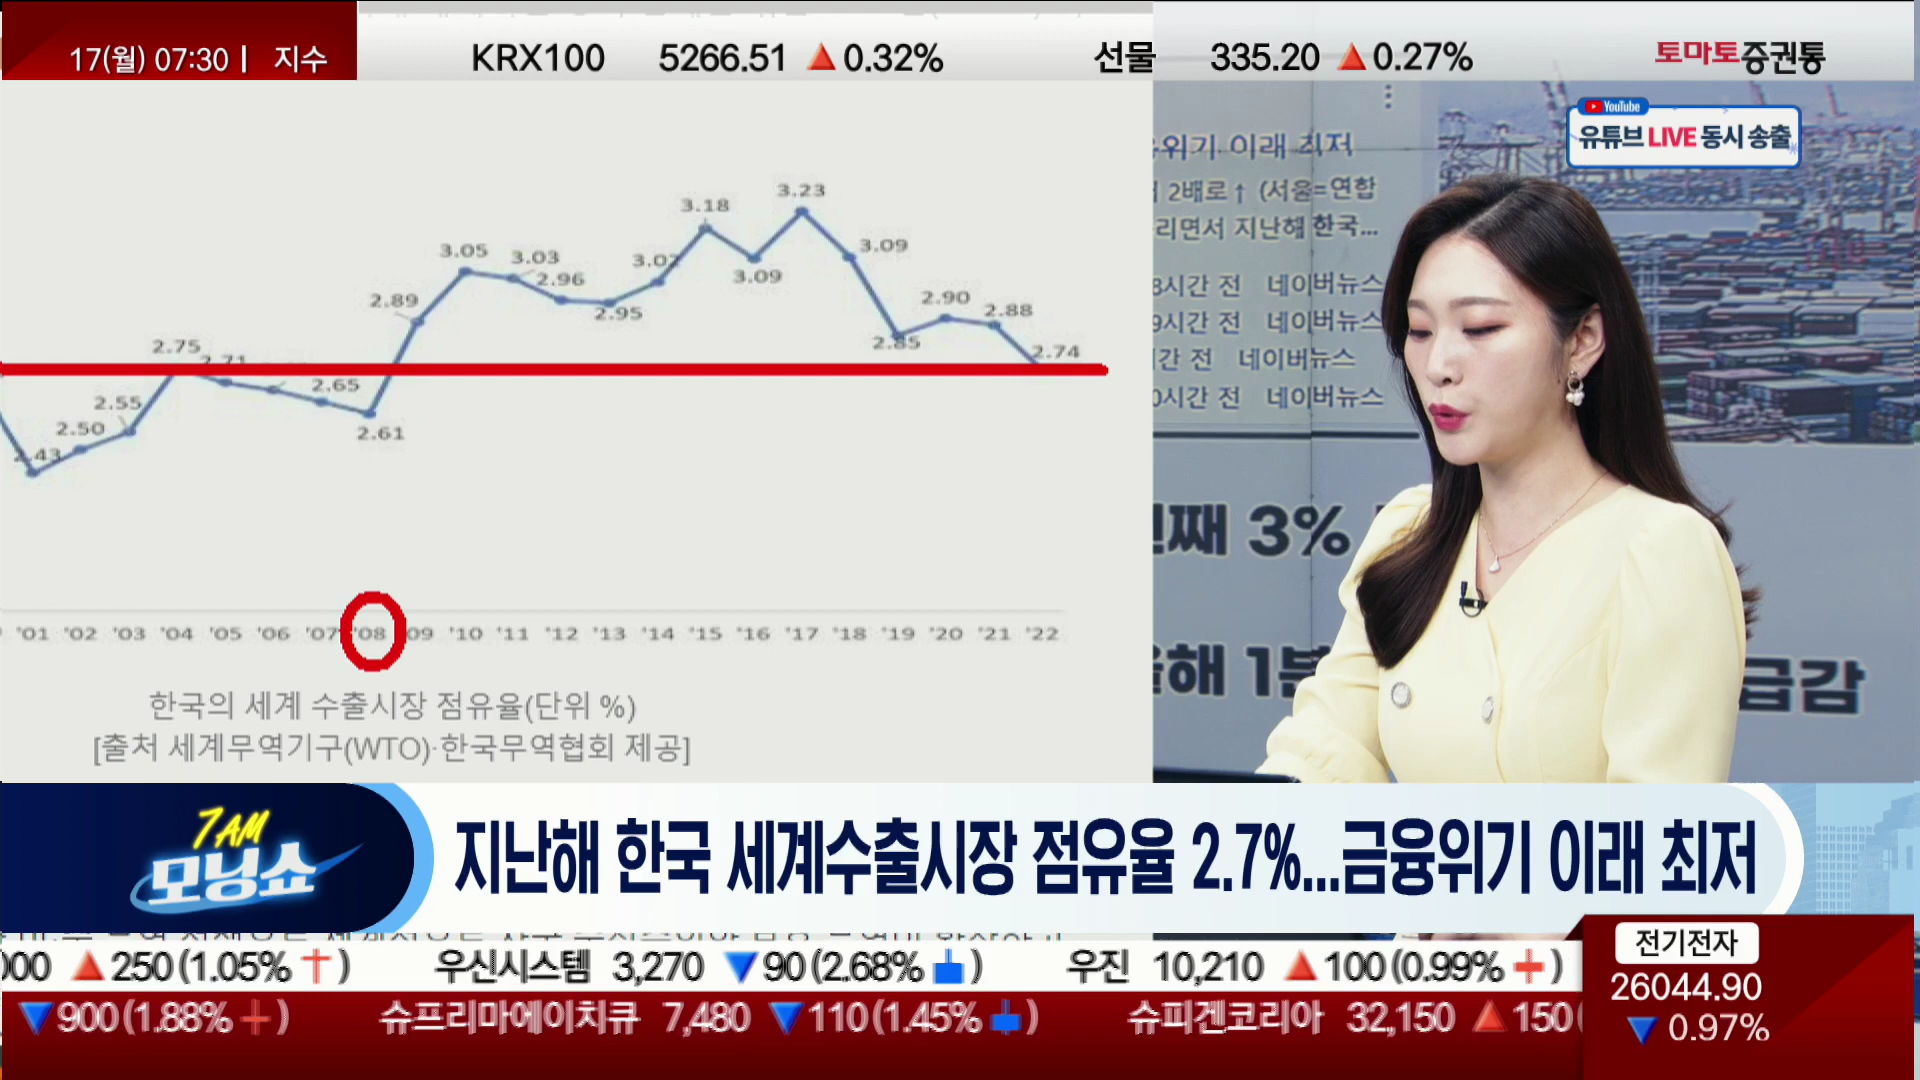 17(월) 07:30 | 지수
KRX100 5266.51 ▲ 0.32% 선물 335.20 ▲ 0.27%
토마토증권통
YouTube
유튜브 LIVE 동시 송출
위기 이래 최저
2배로↑ (서울=연합
리면서 지난해 한국...
8시간 전 네이버뉴스
9시간 전 네이버뉴스
간 전 네이버뉴스
0시간 전 네이버뉴스
째 3%
해 1분
급감
3.23
3.18
3.09
3.05
3.03
3.02
2.96
3.09
2.89
2.95
2.90
2.88
2.85
2.74
2.75
2.71
2.65
2.61
2.55
2.50
2.43
'01 '02 '03 '04 '05 '06 '07 '08 '09 '10 '11 '12 '13 '14 '15 '16 '17 '18 '19 '20 '21 '22
한국의 세계 수출시장 점유율(단위 %)
[출처 세계무역기구(WTO)·한국무역협회 제공]
7AM
모닝쇼
지난해 한국 세계수출시장 점유율 2.7%...금융위기 이래 최저
00 ▲ 250 (1.05% ) 우신시스템 3,270 ▼ 90 (2.68% ) 우진 10,210 ▲ 100 (0.99% )
▼ 900 (1.88% ) 슈프리마에이치큐 7,480 ▼ 110 (1.45% ) 슈피겐코리아 32,150 ▲ 150 (
전기전자
26044.90
▼ 0.97%